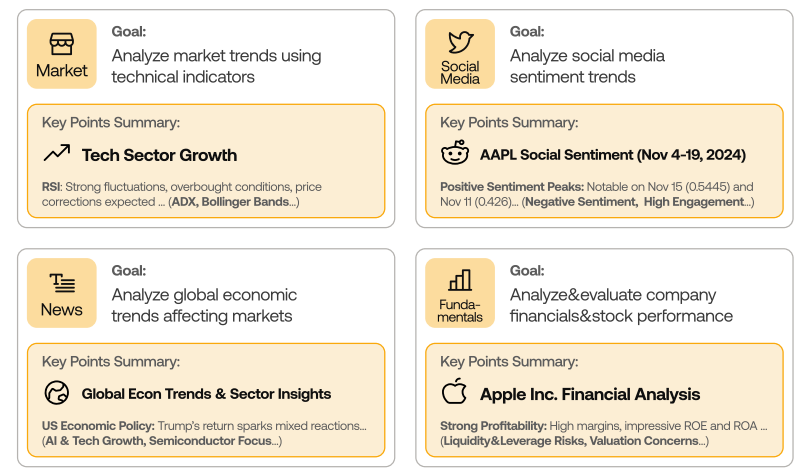 Market
Goal:
Analyze market trends using
technical indicators
Key Points Summary:
Tech Sector Growth
RSI: Strong fluctuations, overbought conditions, price
corrections expected ... (ADX, Bollinger Bands...)
Social
Media
Goal:
Analyze social media
sentiment trends
Key Points Summary:
AAPL Social Sentiment (Nov 4-19, 2024)
Positive Sentiment Peaks: Notable on Nov 15 (0.5445) and
Nov 11 (0.426)... (Negative Sentiment, High Engagement...)
News
Goal:
Analyze global economic
trends affecting markets
Key Points Summary:
Global Econ Trends & Sector Insights
US Economic Policy: Trump's return sparks mixed reactions...
(AI & Tech Growth, Semiconductor Focus...)
Funda-
mentals
Goal:
Analyze&evaluate company
financials&stock performance
Key Points Summary:
Apple Inc. Financial Analysis
Strong Profitability: High margins, impressive ROE and ROA ...
(Liquidity&Leverage Risks, Valuation Concerns...)